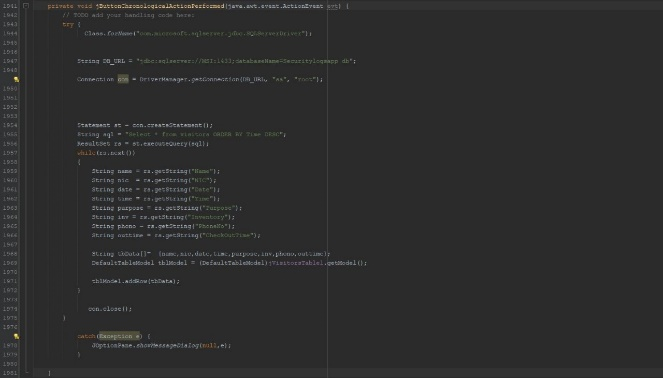 1941 private void jButtonChronologicalActionPerformed(java.awt.event.ActionEvent evt) {
1942 // TODO add your handling code here:
1943 try {
1944 Class.forName("com.microsoft.sqlserver.jdbc.SQLServerDriver");
1945
1946
1947 String DB_URL = "jdbc:sqlserver://MSI:1433;databaseName=Securitylogsapp db";
1948
Connection con = DriverManager.getConnection(DB_URL, "sa", "root");
1950
1951
1952
1953
1954 Statement st = con.createStatement();
1955 String sql = "Select * from Visitors ORDER BY Time DESC";
1956 ResultSet rs = st.executeQuery(sql);
1957 while(rs.next())
1958 {
1959 String name = rs.getString("Name");
1960 String nic = rs.getString("NIC");
1961 String date = rs.getString("Date");
1962 String time = rs.getString("Time");
1963 String purpose = rs.getString("Purpose");
1964 String inv = rs.getString("Inventory");
1965 String phone = rs.getString("PhoneNo");
1966 String outtime = rs.getString("CheckOutTime");
1967
1968 String tbData[]= {name,nic,date,time,purpose,inv,phone,outtime};
1969 DefaultTableModel tblModel = (DefaultTableModel)jVisitorsTable1.getModel();
1970
1971 tblModel.addRow(tbData);
1972 }
1973
1974 con.close();
1975 }
1976
catch(Exception e) {
1978 JOptionPane.showMessageDialog(null,e);
1979 }
1980
1981 }